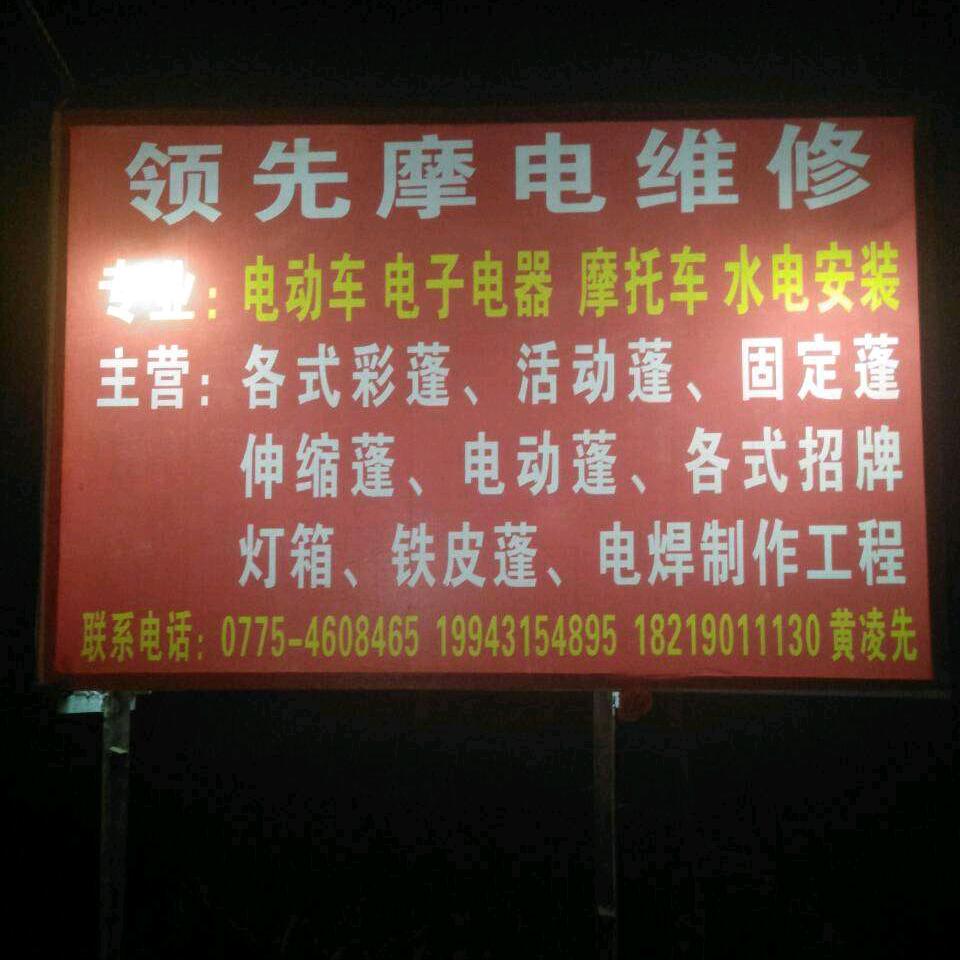 领先摩电维修
专业：电动车 电子电器 摩托车 水电安装
主营：各式彩蓬、活动蓬、固定蓬
伸缩蓬、电动蓬、各式招牌
灯箱、铁皮蓬、电焊制作工程
联系电话：0775-4608465 19943154895 18219011130 黄凌先